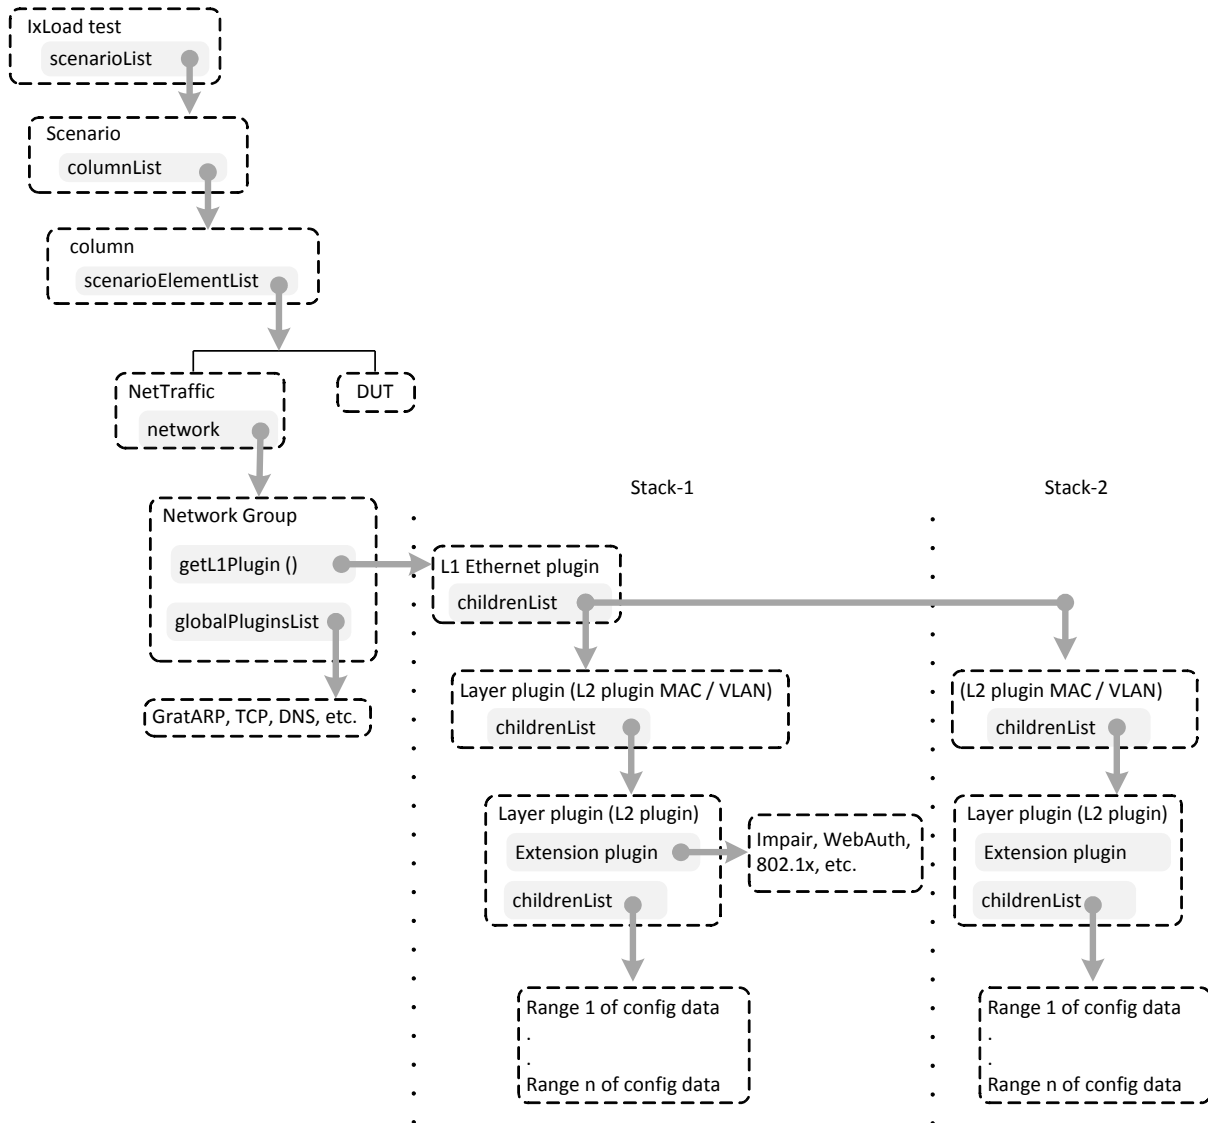 IxLoad test
scenarioList
Scenario
columnList
column
scenarioElementList
NetTraffic
network
DUT
Network Group
getL1Plugin ()
globalPluginsList
GratARP, TCP, DNS, etc.
Stack-1
L1 Ethernet plugin
childrenList
Layer plugin (L2 plugin MAC / VLAN)
childrenList
Layer plugin (L2 plugin)
Extension plugin
childrenList
Impair, WebAuth,
802.1x, etc.
Range 1 of config data
.
.
Range n of config data
Stack-2
(L2 plugin MAC / VLAN)
childrenList
Layer plugin (L2 plugin)
Extension plugin
childrenList
Range 1 of config data
.
.
Range n of config data